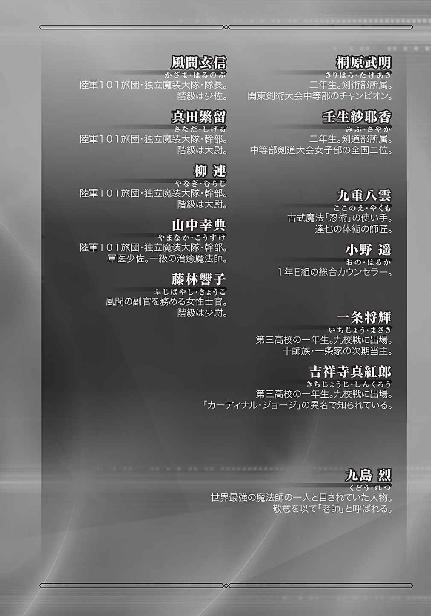 桐原武明
きりはら・たけあき
二年生。剣術部所属。
関東剣術大会中等部のチャンピオン。
壬生紗耶香
みぶ・さやか
二年生。剣道部所属。
中等部剣道大会女子部の全国二位。
九重八雲
ここのえ・やくも
古式魔法「忍術」の使い手。
達也の体術の師匠。
小野 遥
おの・はるか
1年E組の総合カウンセラー。
一条将輝
いちじょう・まさき
第三高校の一年生。九校戦に出場。
十師族・一条家の次期当主。
吉祥寺真紅郎
きちじょうじ・しんくろう
第三高校の一年生。九校戦に出場。
「カーディナル・ジョージ」の異名で知られている。
九島 烈
くどう・れつ
世界最強の魔法師の一人と目されていた人物。
敬意を以て「老師」と呼ばれる。
風間玄信
かざま・はるのぶ
陸軍101旅団・独立魔装大隊・隊長。
階級は少佐。
真田繁留
さなだ・しげる
陸軍101旅団・独立魔装大隊・幹部。
階級は大尉。
柳 連
やなぎ・むらじ
陸軍101旅団・独立魔装大隊・幹部。
階級は大尉。
山中幸典
やまなか・こうすけ
陸軍101旅団・独立魔装大隊・幹部。
軍医少佐。一級の治癒魔法師。
藤林響子
ふじばやし・きょうこ
風間の副官を務める女性士官。
階級は少尉。